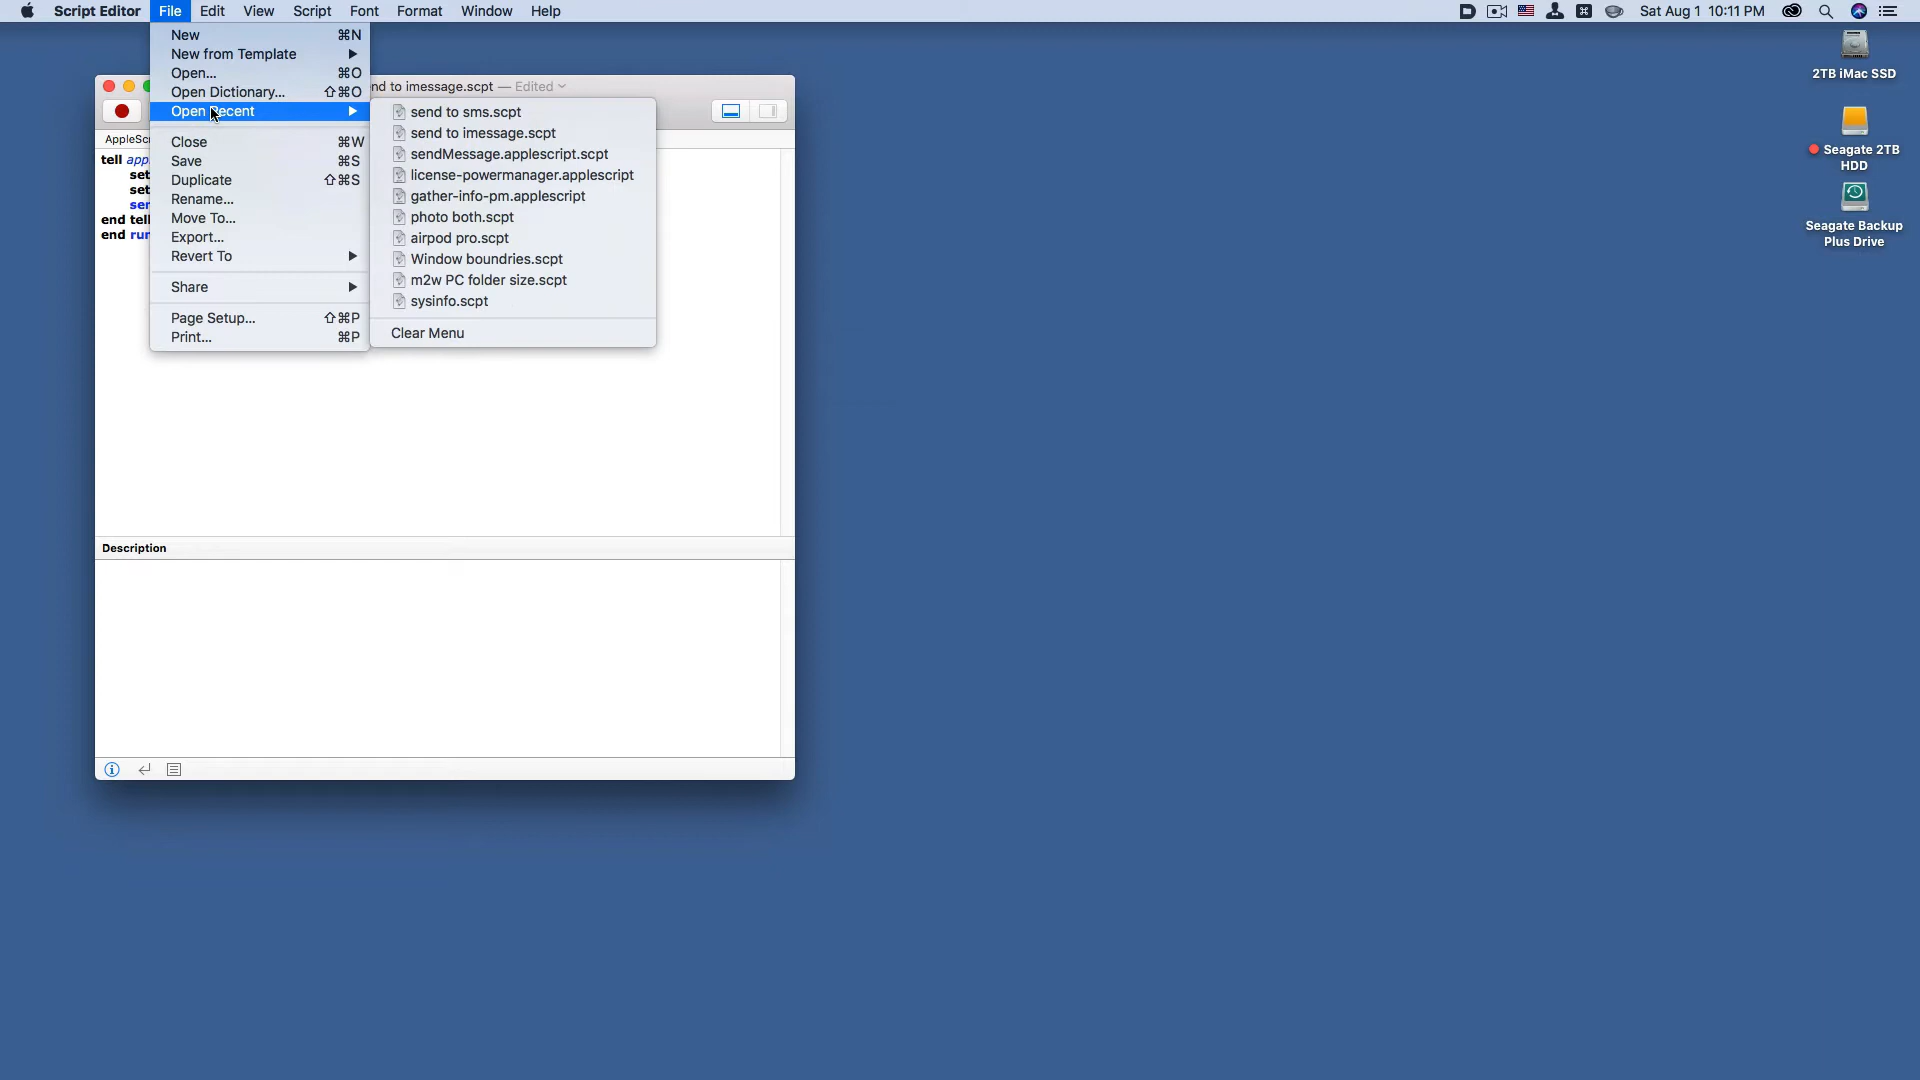 Script Editor File Edit View Script Font Format Window Help Sat Aug 1 10:11 PM
New ⌘N
New from Template
Open... ⌘O
Open Dictionary... ⇧⌘O
Open Recent
Close ⌘W
Save ⌘S
Duplicate ⇧⌘S
Rename...
Move To...
Export...
Revert To
Share
Page Setup... ⇧⌘P
Print... ⌘P
send to sms.scpt
send to imessage.scpt
sendMessage.applescript.scpt
license-powermanager.applescript
gather-info-pm.applescript
photo both.scpt
airpod pro.scpt
Window boundries.scpt
m2w PC folder size.scpt
sysinfo.scpt
Clear Menu
nd to imessage.scpt — Edited
AppleScr
tell app
set
set
sen
end tell
end run
Description
2TB iMac SSD
Seagate 2TB
HDD
Seagate Backup
Plus Drive